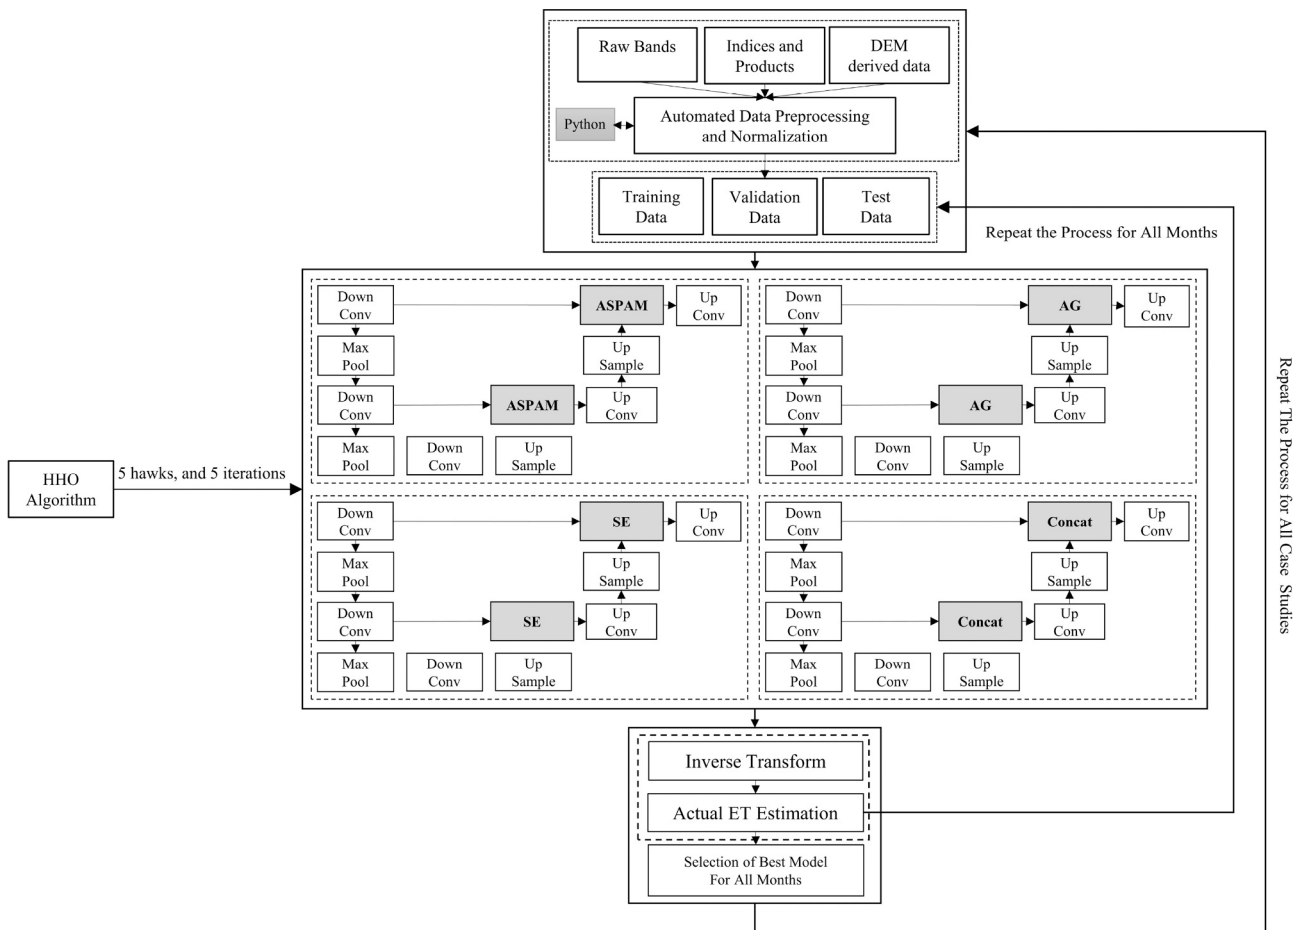 Raw Bands
Indices and
Products
DEM
derived data
Python
Automated Data Preprocessing
and Normalization
Training
Data
Validation
Data
Test
Data
Repeat the Process for All Months
Down
Conv
ASPAM
Up
Conv
Max
Pool
Up
Sample
Down
Conv
ASPAM
Up
Conv
Max
Pool
Down
Conv
Up
Sample
Down
Conv
AG
Up
Conv
Max
Pool
Up
Sample
Down
Conv
AG
Up
Conv
Max
Pool
Down
Conv
Up
Sample
HHO
Algorithm
5 hawks, and 5 iterations
Down
Conv
SE
Up
Conv
Max
Pool
Up
Sample
Down
Conv
SE
Up
Conv
Max
Pool
Down
Conv
Up
Sample
Down
Conv
Concat
Up
Conv
Max
Pool
Up
Sample
Down
Conv
Concat
Up
Conv
Max
Pool
Down
Conv
Up
Sample
Repeat The Process for All Case Studies
Inverse Transform
Actual ET Estimation
Selection of Best Model
For All Months